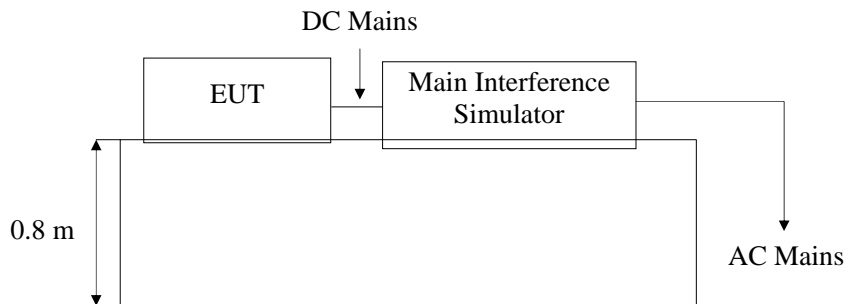 DC Mains
EUT
Main Interference
Simulator
0.8 m
AC Mains